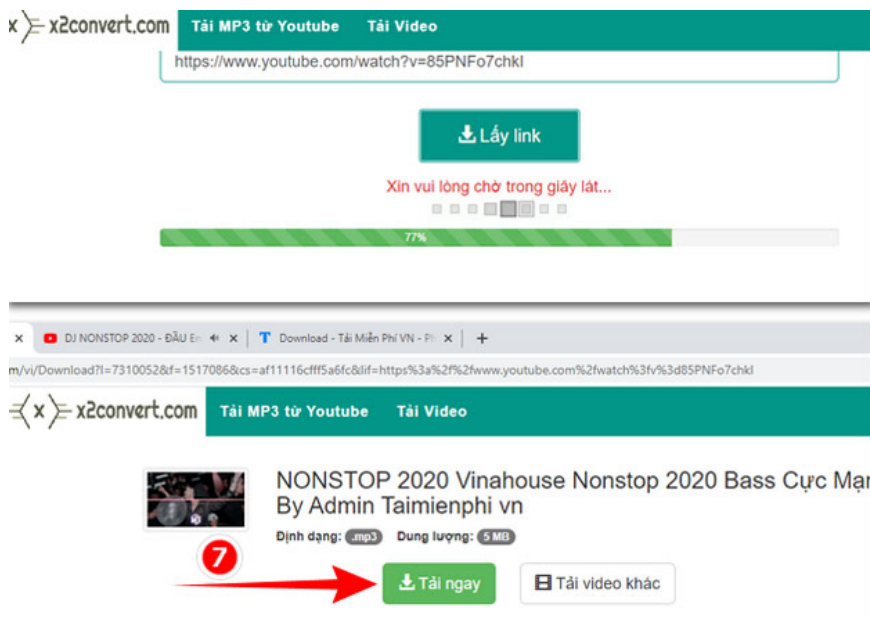 x2convert.com Tải MP3 từ Youtube Tải Video
https://www.youtube.com/watch?v=85PNFo7chkI
Lấy link
Xin vui lòng chờ trong giây lát...
77%
DJ NONSTOP 2020 - ĐẦU En Download - Tải Miễn Phí VN - Ph
m/vi/Download?l=7310052&f=1517086&cs=af11116cfff5a6fc&lif=https%3a%2f%2fwww.youtube.com%2fwatch%3fv%3d85PNFo7chkI
x2convert.com Tải MP3 từ Youtube Tải Video
NONSTOP 2020 Vinahouse Nonstop 2020 Bass Cực Mạn
By Admin Taimienphi vn
Định dạng: .mp3 Dung lượng: 5 MB
7
Tải ngay Tải video khác